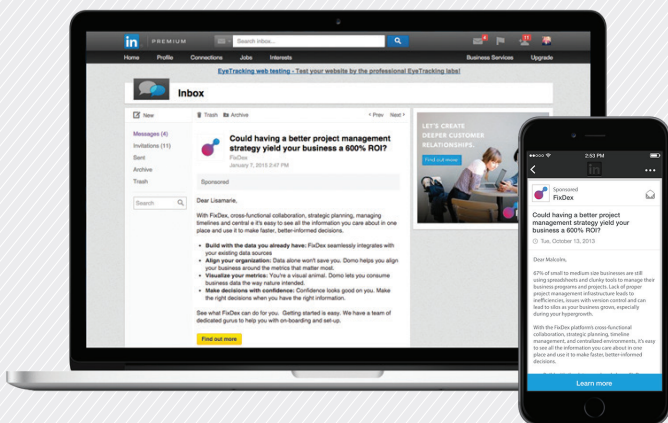 in PREMIUM Search inbox... 4 11
Home Profile Connections Jobs Interests Business Services Upgrade
EyeTracking web testing - Test your website by the professional EyeTracking labs!
Inbox
New
Messages (4)
Invitations (11)
Sent
Archive
Trash
Search
Trash Archive Prev Next
Could having a better project management
strategy yield your business a 600% ROI?
FixDex
January 7, 2013 2:47 PM
Sponsored
Dear Lisamarie,
With FixDex, cross-functional collaboration, strategic planning, managing
timelines and central e it's easy to see all the information you care about in one
place and use it to make faster, better-informed decisions.
• Build with the data you already have: FixDex seamlessly integrates with
your existing data sources
• Align your organization: Data alone won't save you. Domo helps you align
your business around the metrics that matter most.
• Visualize your metrics: You're a visual animal. Domo lets you consume
business data the way nature intended.
• Make decisions with confidence: Confidence looks good on you. Make
the right decisions when you have the right information.
See what FixDex can do for you. Getting started is easy. We have a team of
dedicated gurus to help you with on-boarding and set-up.
Find out more
LET'S CREATE
DEEPER CUSTOMER
RELATIONSHIPS.
Find out more
2:53 PM
in
Sponsored
FixDex
Could having a better project
management strategy yield your
business a 600% ROI?
Tue, October 13, 2013
Dear Malcolm,
67% of small to medium size businesses are still
using spreadsheets and clunky tools to manage their
business programs and projects. Lack of proper
project management infrastructure leads to
inefficiencies, issues with version control and can
lead to silos as your business grows, especially
during your hypergrowth.
With the FixDex platform's cross-functional
collaboration, strategic planning, timeline
management, and centralized environments, it's easy
to see all the information you care about in one
place and use it to make faster, better-informed
decisions.
Learn more